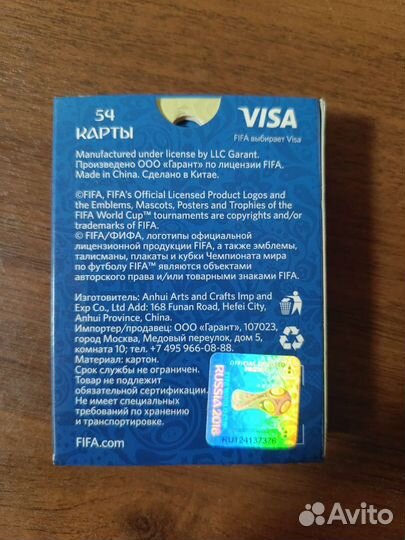 54
КАРТЫ
VISA
FIFA выбирает Visa
Manufactured under license by LLC Garant.
Произведено ООО «Гарант» по лицензии FIFA.
Made in China. Сделано в Китае.
©FIFA, FIFA's Official Licensed Product Logos and
the Emblems, Mascots, Posters and Trophies of the
FIFA World Cup™ tournaments are copyrights and/or
trademarks of FIFA.
© FIFA/ФИФА, логотипы официальной
лицензионной продукции FIFA, а также эмблемы,
талисманы, плакаты и кубки Чемпионата мира
по футболу FIFA™ являются объектами
авторского права и/или товарными знаками FIFA.
Изготовитель: Anhui Arts and Crafts Imp and
Exp Co., Ltd Add: 168 Funan Road, Hefei City,
Anhui Province, China.
Импортер/продавец: ООО «Гарант», 107023,
город Москва, Медовый переулок, дом 5,
комната 10; тел. +7 495 966-08-88.
Материал: картон.
Срок службы не ограничен.
Товар не подлежит
обязательной сертификации.
Не имеет специальных
требований по хранению
и транспортированию.
RUSSIA 2018
RU124137376
FIFA.com
Avito